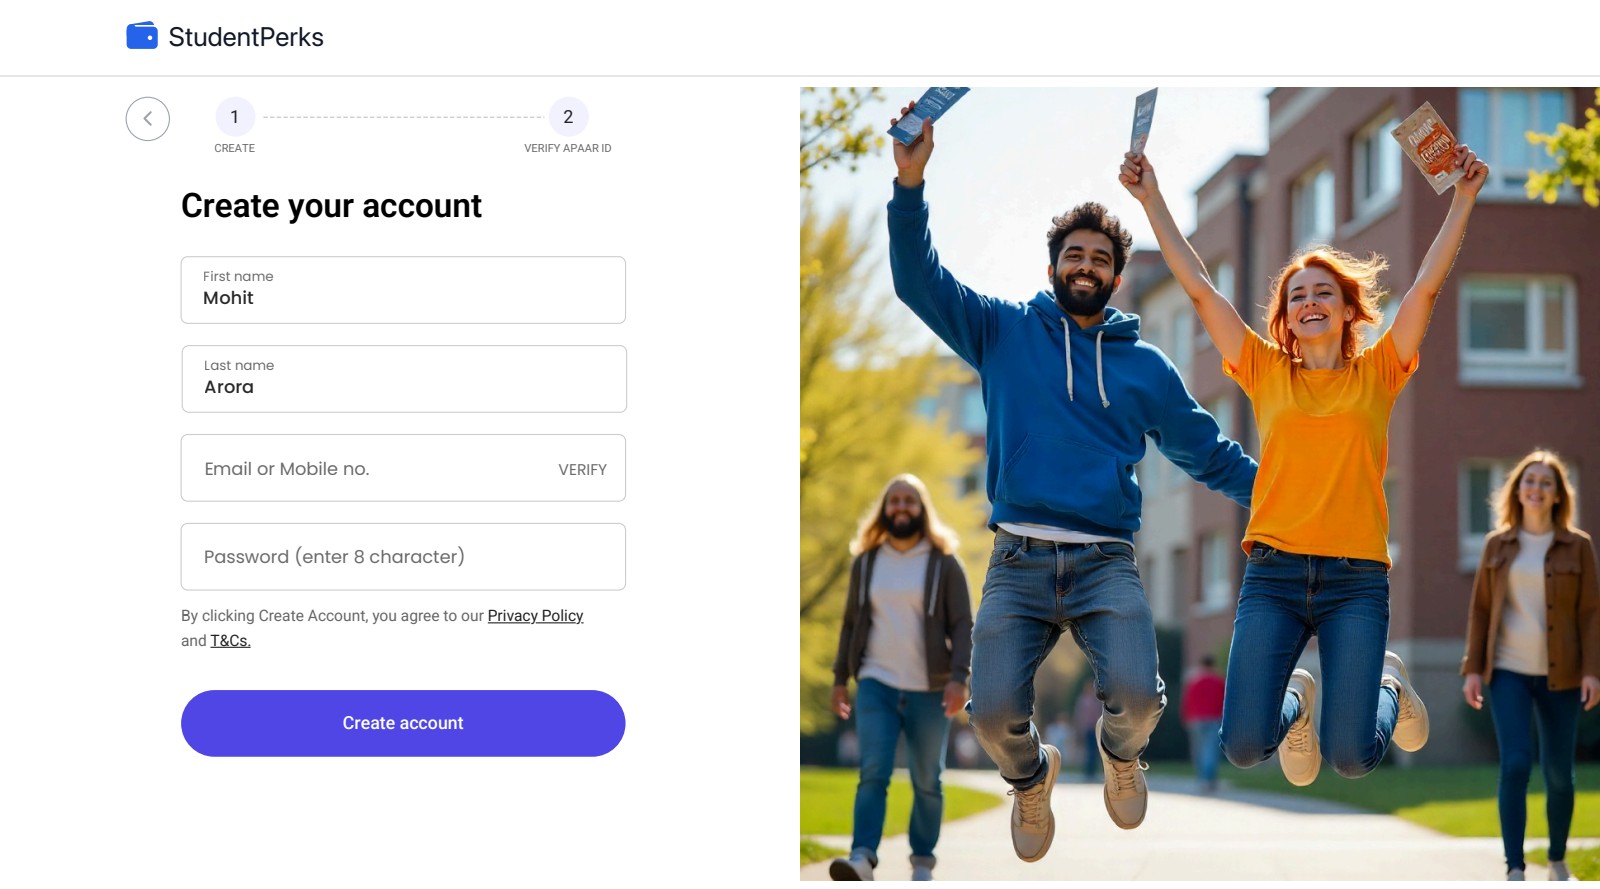 StudentPerks
1
2
CREATE
VERIFY APAAR ID
Create your account
First name
Mohit
Last name
Arora
Email or Mobile no.
VERIFY
Password (enter 8 character)
By clicking Create Account, you agree to our Privacy Policy
and T&Cs.
Create account